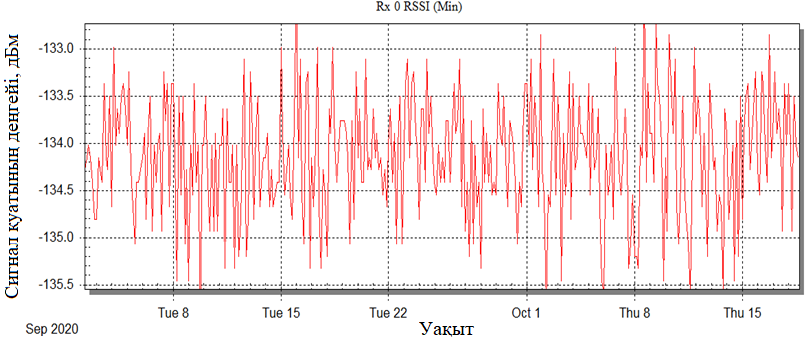 Rx 0 RSSI (Min)
Сигнал қуатының деңгейі, дБм
-133.0
-133.5
-134.0
-134.5
-135.0
-135.5
Tue 8 Tue 15 Tue 22 Oct 1 Thu 8 Thu 15
Sep 2020 Уақыт